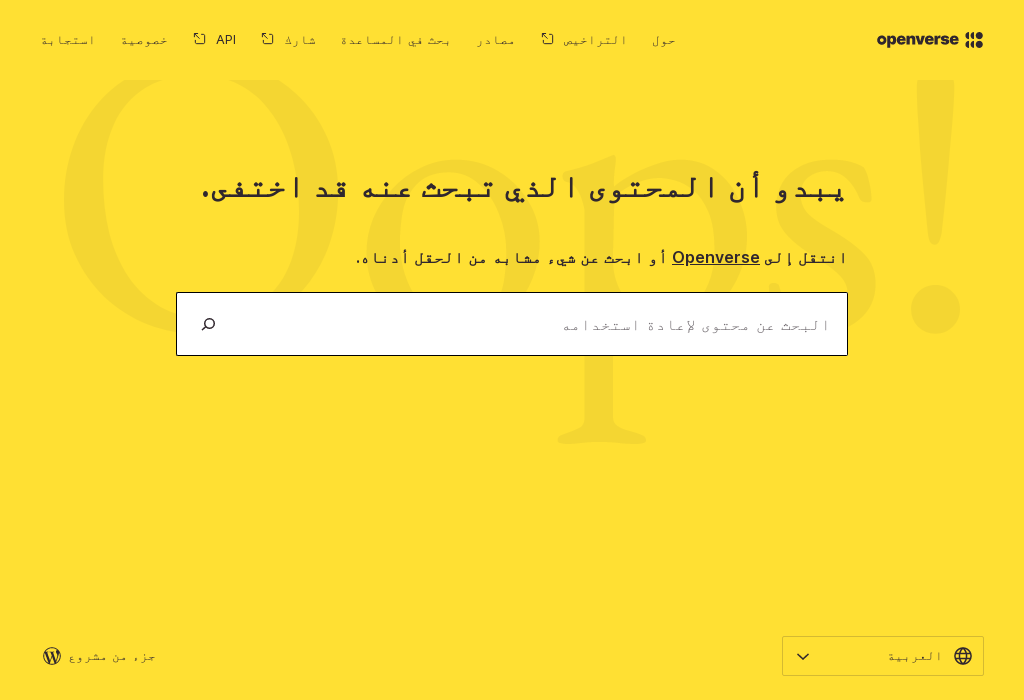 openverse
حول
التراخيص
مصادر
بحث في المساعدة
شارك
API
خصوصية
استجابة
Oops!
يبدو أن المحتوى الذي تبحث عنه قد اختفى.
انتقل إلى Openverse أو ابحث عن شيء مشابه من الحقل أدناه.
البحث عن محتوى لإعادة استخدامه
العربية
جزء من مشروع